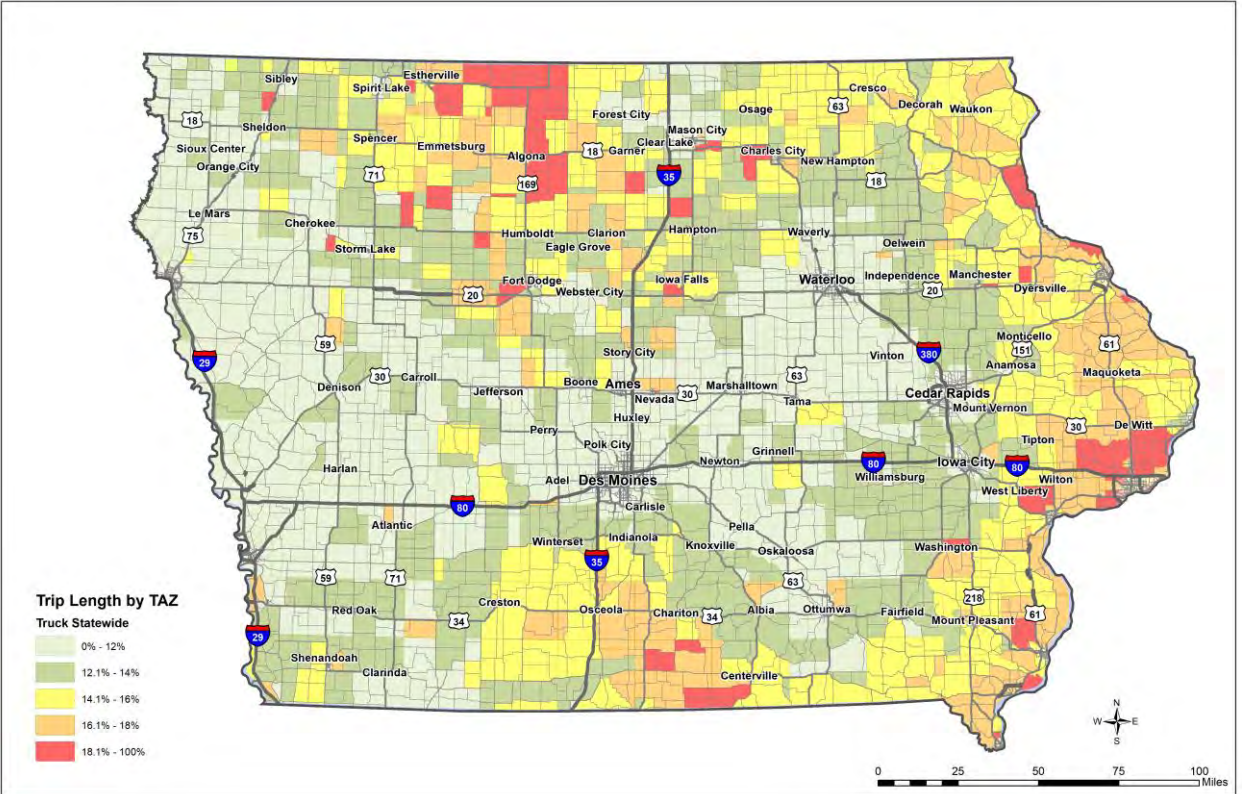 Sibley
Estherville
Spirit Lake
Cresco
Decorah
Waukon
63
Osage
Forest City
18
Sheldon
Mason City
Spencer
Clear Lake
Sioux Center
Emmetsburg
18
Garner
Charles City
Algona
New Hampton
Orange City
71
169
35
18
Le Mars
Cherokee
Humboldt
Clarion
Hampton
Waverly
75
Storm Lake
Eagle Grove
Oelwein
Fort Dodge
Iowa Falls
Waterloo
Independence
Manchester
20
Webster City
20
Dyersville
59
Monticello
29
Story City
380
151
61
Vinton
Anamosa
30
Carroll
Maquoketa
Denison
Boone
Ames
Marshalltown
63
Jefferson
Nevada
30
Cedar Rapids
Tama
Mount Vernon
Huxley
30
De Witt
Perry
Polk City
Tipton
Harlan
Newton
Grinnell
80
Iowa City
80
Adel
Des Moines
Williamsburg
Wilton
West Liberty
80
Carlisle
Atlantic
Pella
Winterset
Indianola
Knoxville
Oskaloosa
Washington
35
59
71
63
218
61
Red Oak
Creston
Osceola
Chariton
34
Albia
Ottumwa
Fairfield
Mount Pleasant
34
29
Shenandoah
Clarinda
Centerville
Trip Length by TAZ
Truck Statewide
0% - 12%
12.1% - 14%
14.1% - 16%
16.1% - 18%
18.1% - 100%
N
W E
S
0 25 50 75 100
Miles